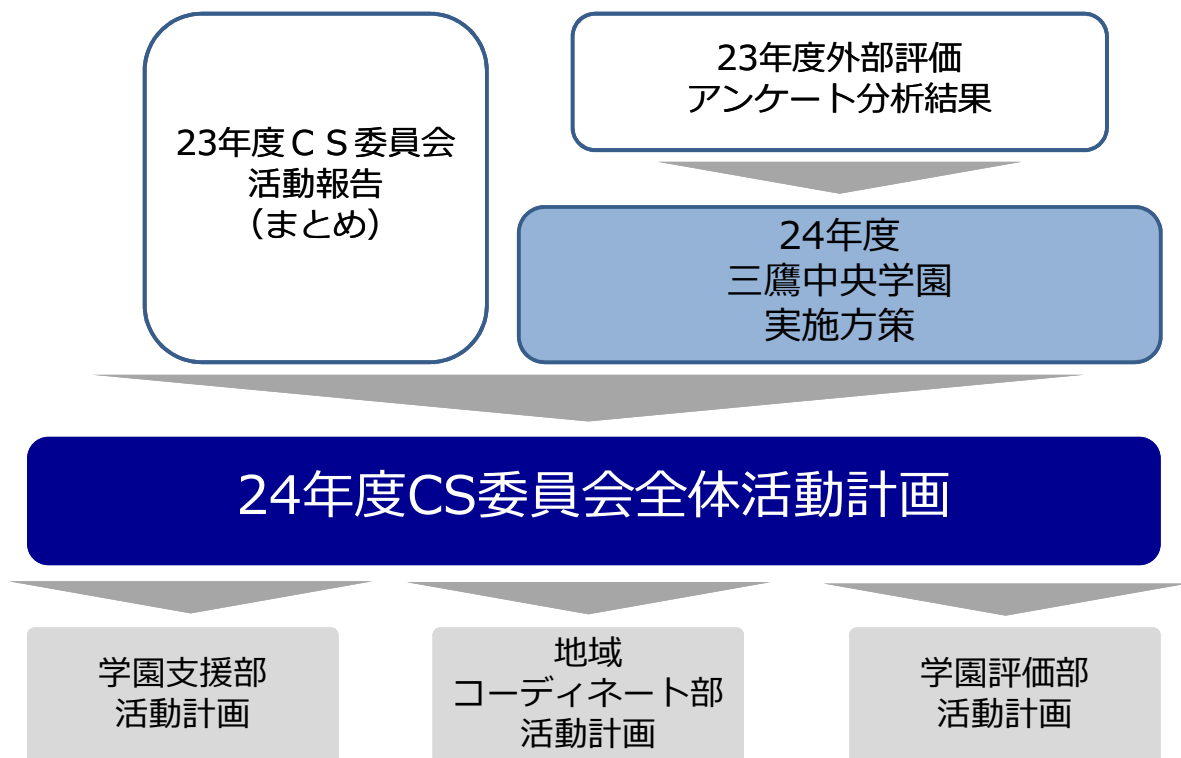 23年度ＣＳ委員会
活動報告
（まとめ）
23年度外部評価
アンケート分析結果
24年度
三鷹中央学園
実施方策
24年度CS委員会全体活動計画
学園支援部
活動計画
地域
コーディネート部
活動計画
学園評価部
活動計画